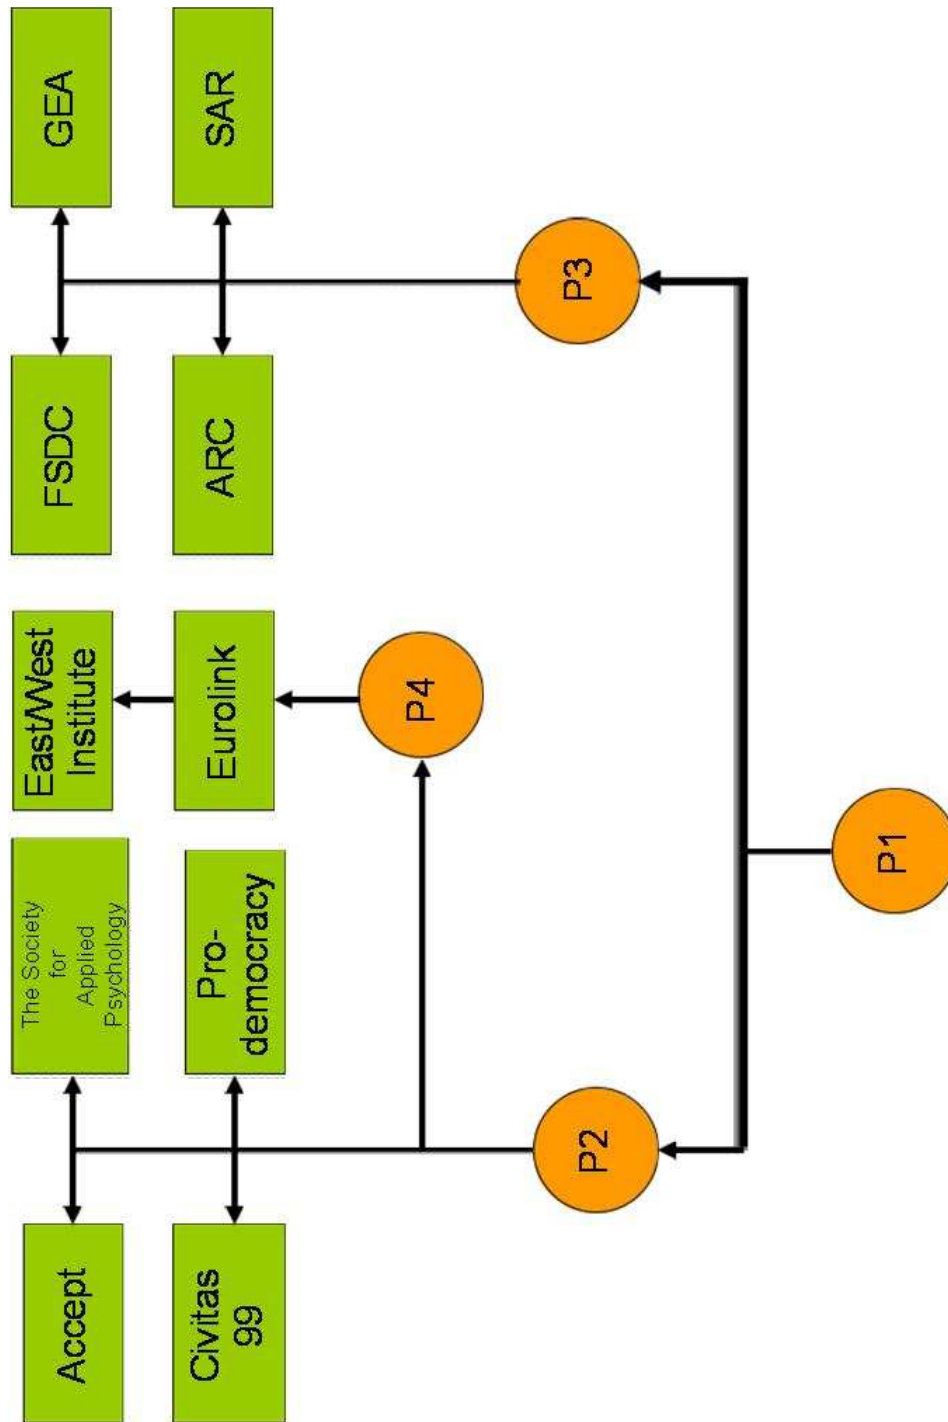 Accept
The Society
for
Applied
Psychology
East/West
Institute
FSDC
GEA
Civitas
99
Pro-
democracy
Eurolink
ARC
SAR
P4
P2
P3
P1